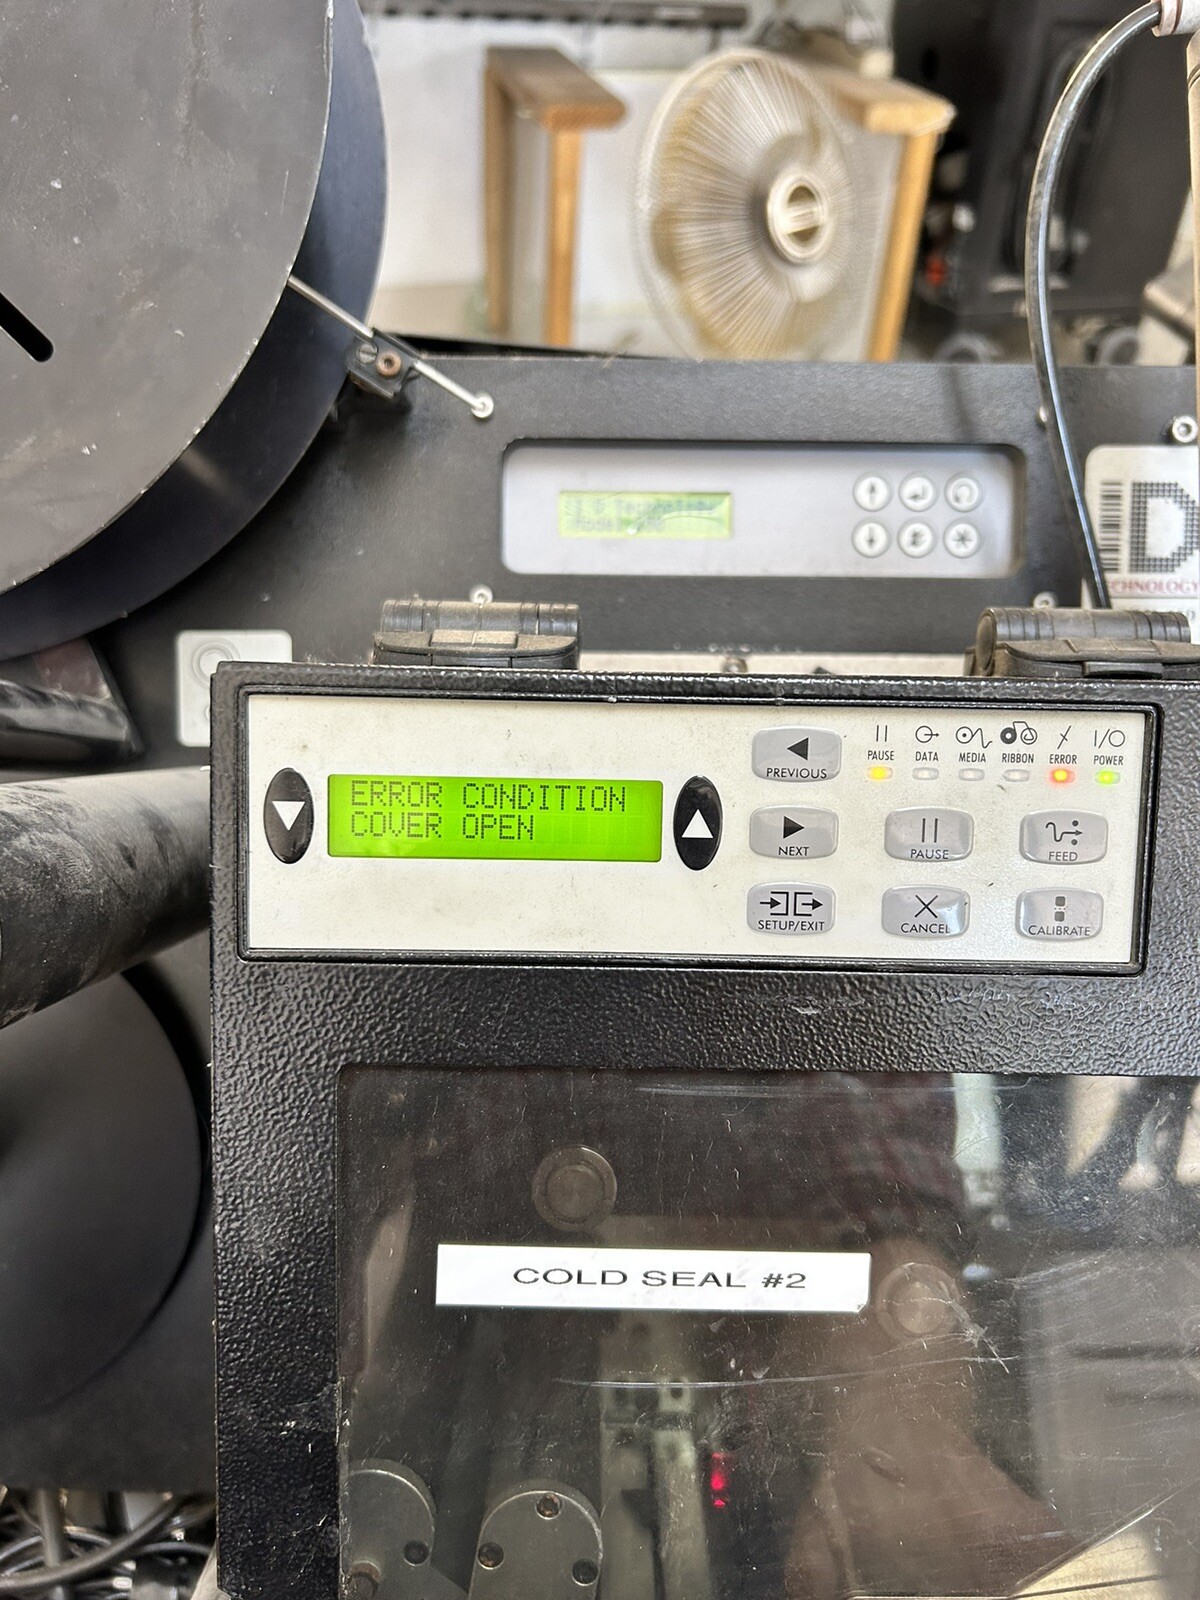 D
TECHNOLOGY
PREVIOUS
PAUSE
DATA
MEDIA
RIBBON
ERROR
I/O
POWER
ERROR CONDITION
COVER OPEN
NEXT
PAUSE
FEED
SETUP/EXIT
CANCEL
CALIBRATE
COLD SEAL #2